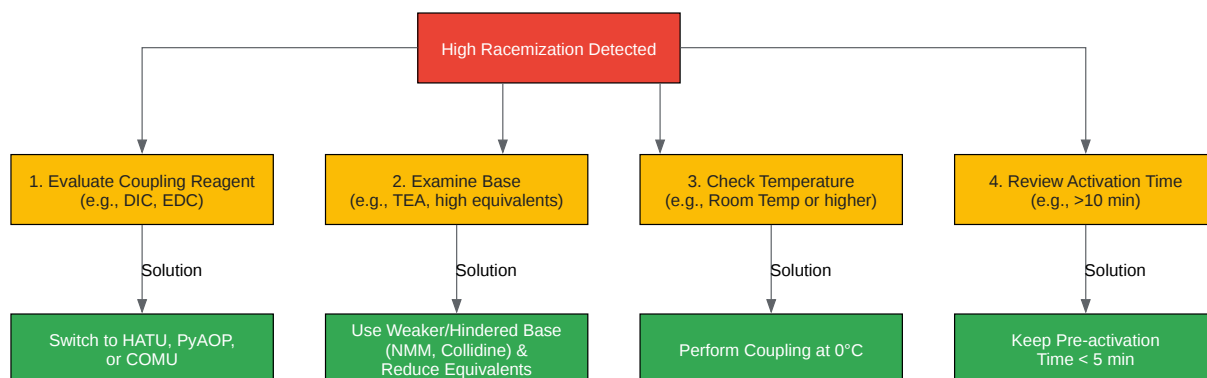 High Racemization Detected
1. Evaluate Coupling Reagent
(e.g., DIC, EDC)
2. Examine Base
(e.g., TEA, high equivalents)
3. Check Temperature
(e.g., Room Temp or higher)
4. Review Activation Time
(e.g., >10 min)
Solution
Solution
Solution
Solution
Switch to HATU, PyAOP,
or COMU
Use Weaker/Hindered Base
(NMM, Collidine) &
Reduce Equivalents
Perform Coupling at 0°C
Keep Pre-activation
Time < 5 min